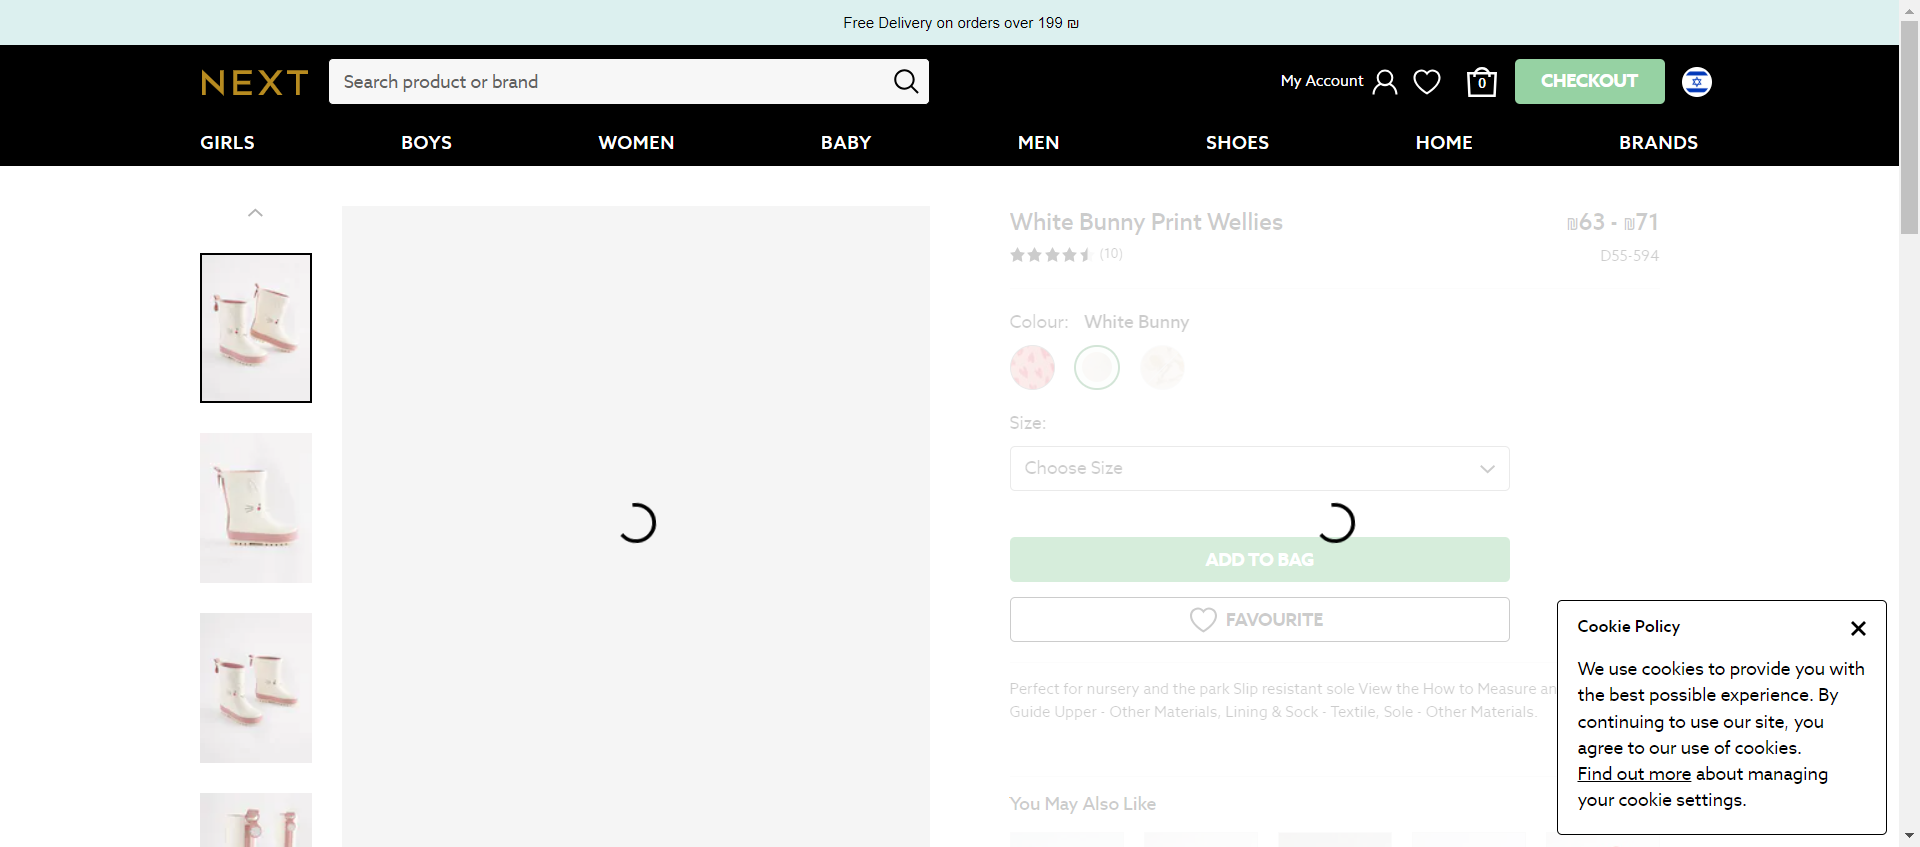 Free Delivery on orders over 199 ₪
NEXT
Search product or brand
My Account
0
CHECKOUT
GIRLS
BOYS
WOMEN
BABY
MEN
SHOES
HOME
BRANDS
White Bunny Print Wellies
₪63 - ₪71
(10)
D55-594
Colour: White Bunny
Size:
Choose Size
ADD TO BAG
FAVOURITE
Perfect for nursery and the park Slip resistant sole View the How to Measure an
Guide Upper - Other Materials, Lining & Sock - Textile, Sole - Other Materials.
You May Also Like
Cookie Policy
We use cookies to provide you with
the best possible experience. By
continuing to use our site, you
agree to our use of cookies.
Find out more about managing
your cookie settings.